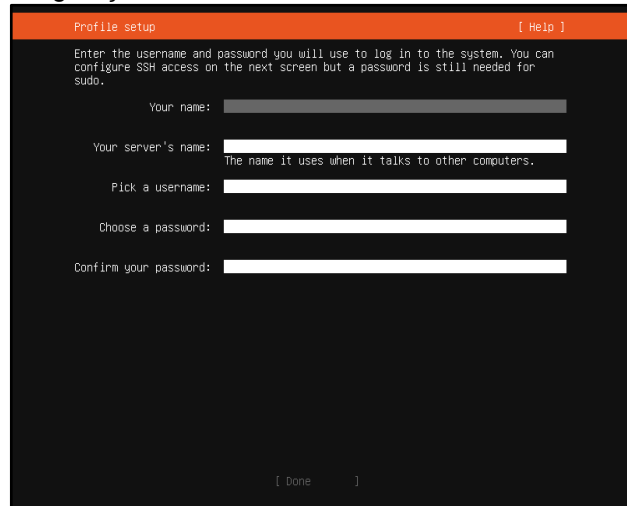 Profile setup [ Help ]
Enter the username and password you will use to log in to the system. You can
configure SSH access on the next screen but a password is still needed for
sudo.
Your name:
Your server's name:
The name it uses when it talks to other computers.
Pick a username:
Choose a password:
Confirm your password:
[ Done ]